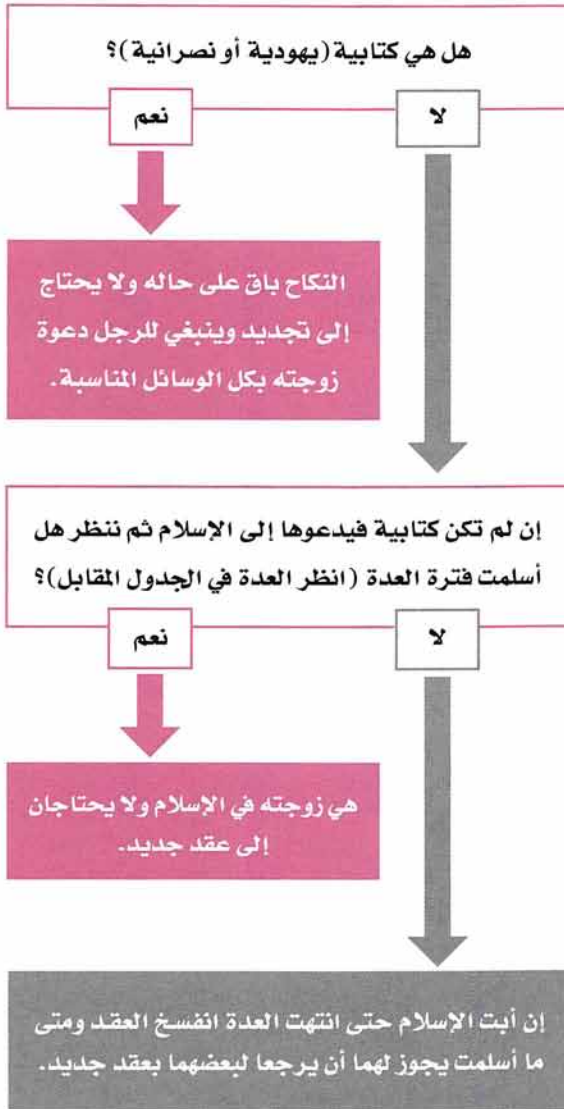 هل هي كتابية (يهودية أو نصرانية)؟
لا
نعم
النكاح باق على حاله ولا يحتاج
إلى تجديد وينبغي للرجل دعوة
زوجته بكل الوسائل المناسبة.
إن لم تكن كتابية فيدعوها إلى الإسلام ثم ننظر هل
أسلمت فترة العدة (انظر العدة في الجدول المقابل)؟
لا
نعم
هي زوجته في الإسلام ولا يحتاجان
إلى عقد جديد.
إن أبت الإسلام حتى انتهت العدة انفسخ العقد ومتى
ما أسلمت يجوز لهما أن يرجعا لبعضهما بعقد جديد.